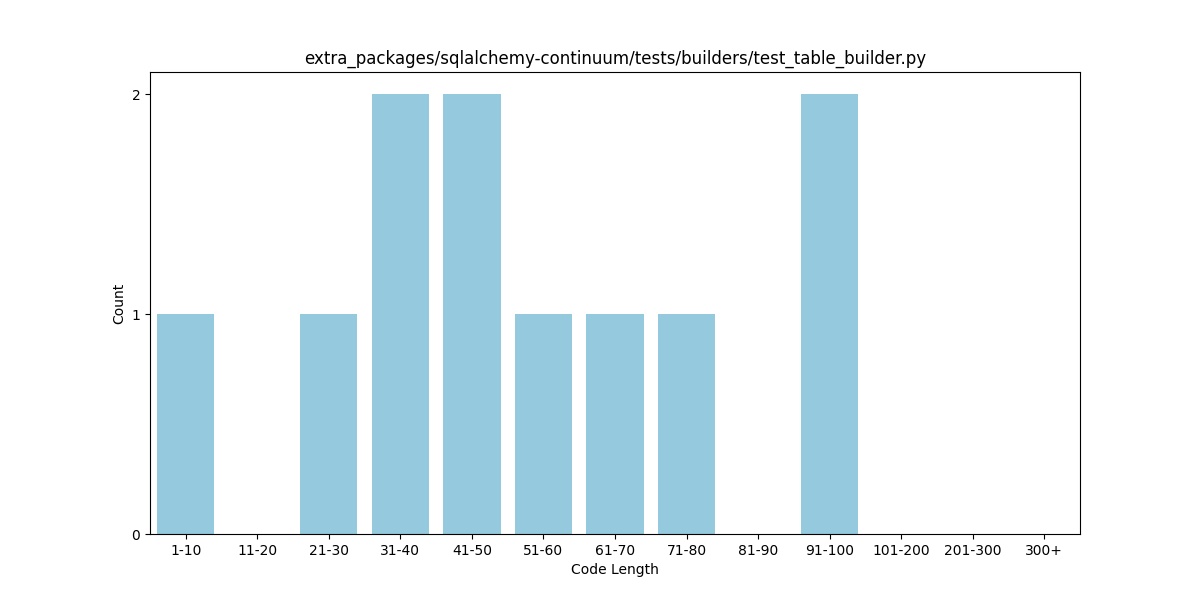 extra_packages/sqlalchemy-continuum/tests/builders/test_table_builder.py
2
1
0
Count
1-10 11-20 21-30 31-40 41-50 51-60 61-70 71-80 81-90 91-100 101-200 201-300 300+
Code Length